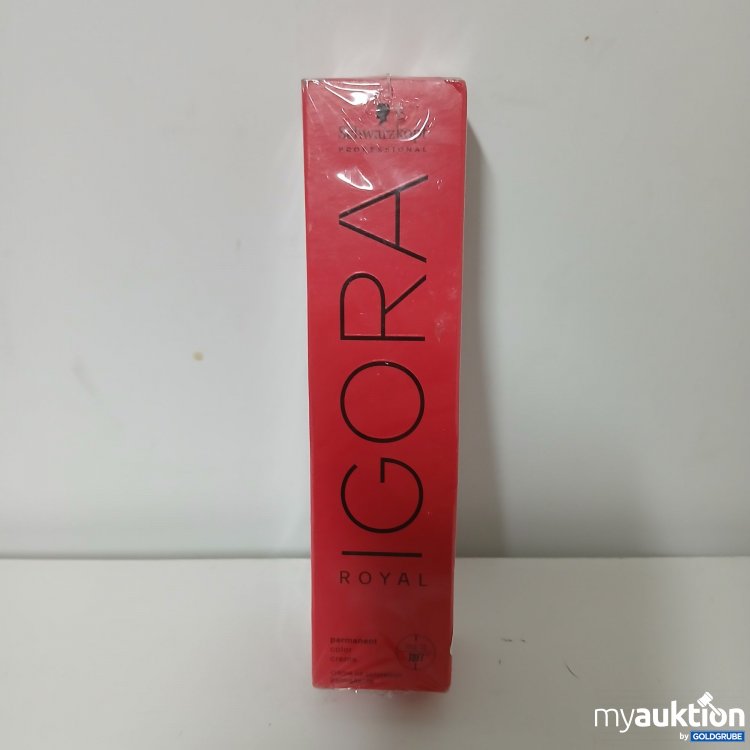 Schwarzkopf
PROFESSIONAL
IGORA
ROYAL
permanent
color
creme
myauktion
by GOLDGRUBE